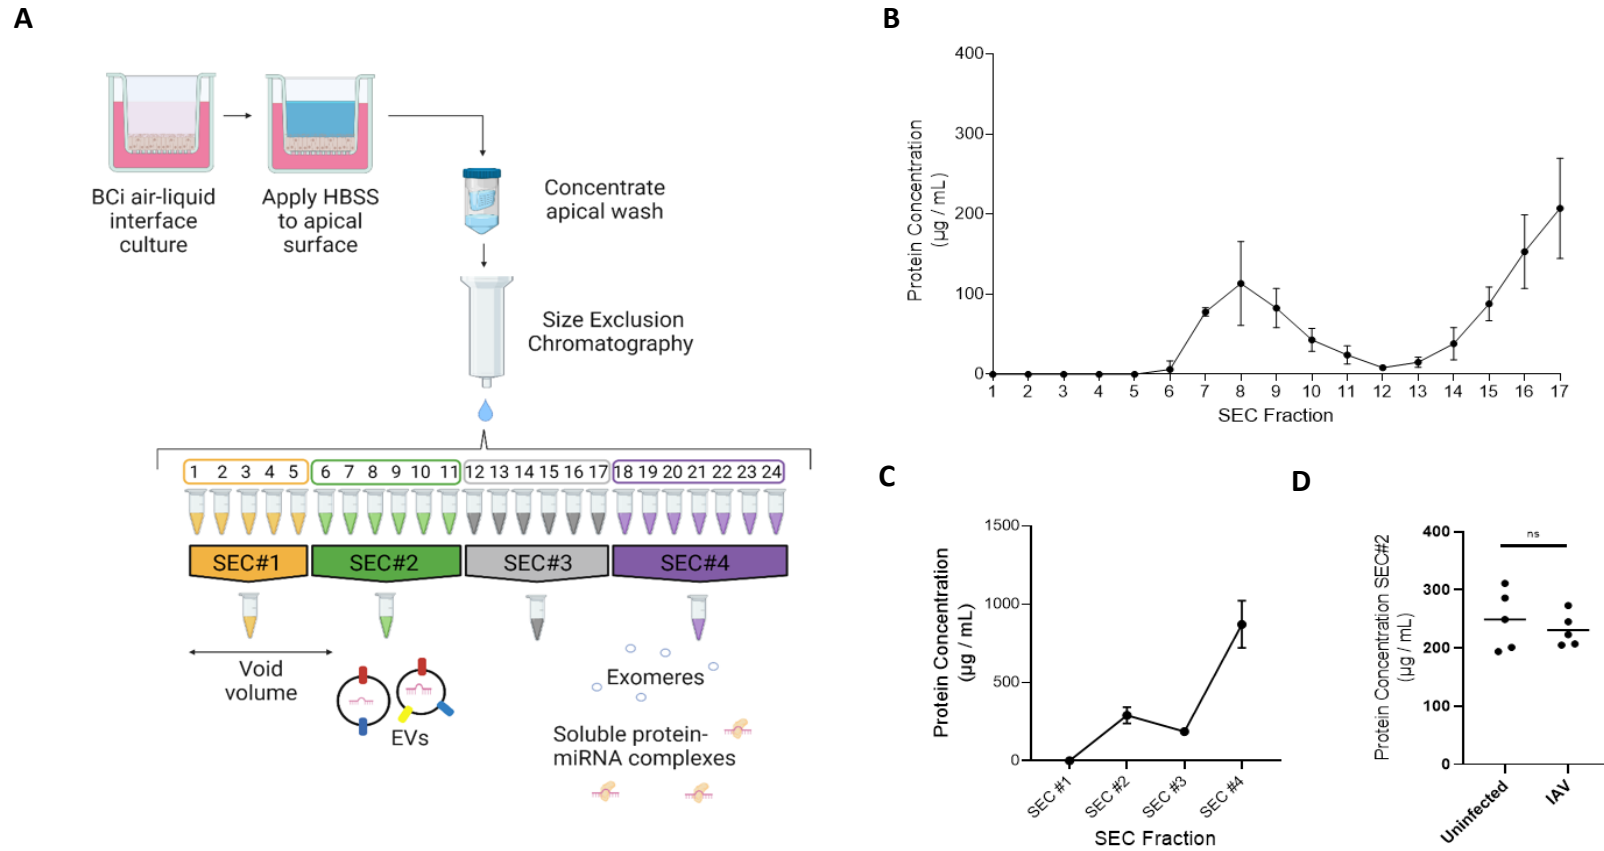 A
BCi air-liquid
interface
culture
Apply HBSS
to apical
surface
Concentrate
apical wash
Size Exclusion
Chromatography
1 2 3 4 5 6 7 8 9 10 11 12 13 14 15 16 17 18 19 20 21 22 23 24
SEC#1 SEC#2 SEC#3 SEC#4
Void
volume
EVs
Exomeres
Soluble protein-
miRNA complexes
B
Protein Concentration
(µg / mL)
400
300
200
100
0
1 2 3 4 5 6 7 8 9 10 11 12 13 14 15 16 17
SEC Fraction
C
Protein Concentration
(µg / mL)
1500
1000
500
0
SEC #1 SEC #2 SEC #3 SEC #4
SEC Fraction
D
Protein Concentration SEC#2
(µg / mL)
400
300
200
100
0
ns
Uninfected IAV